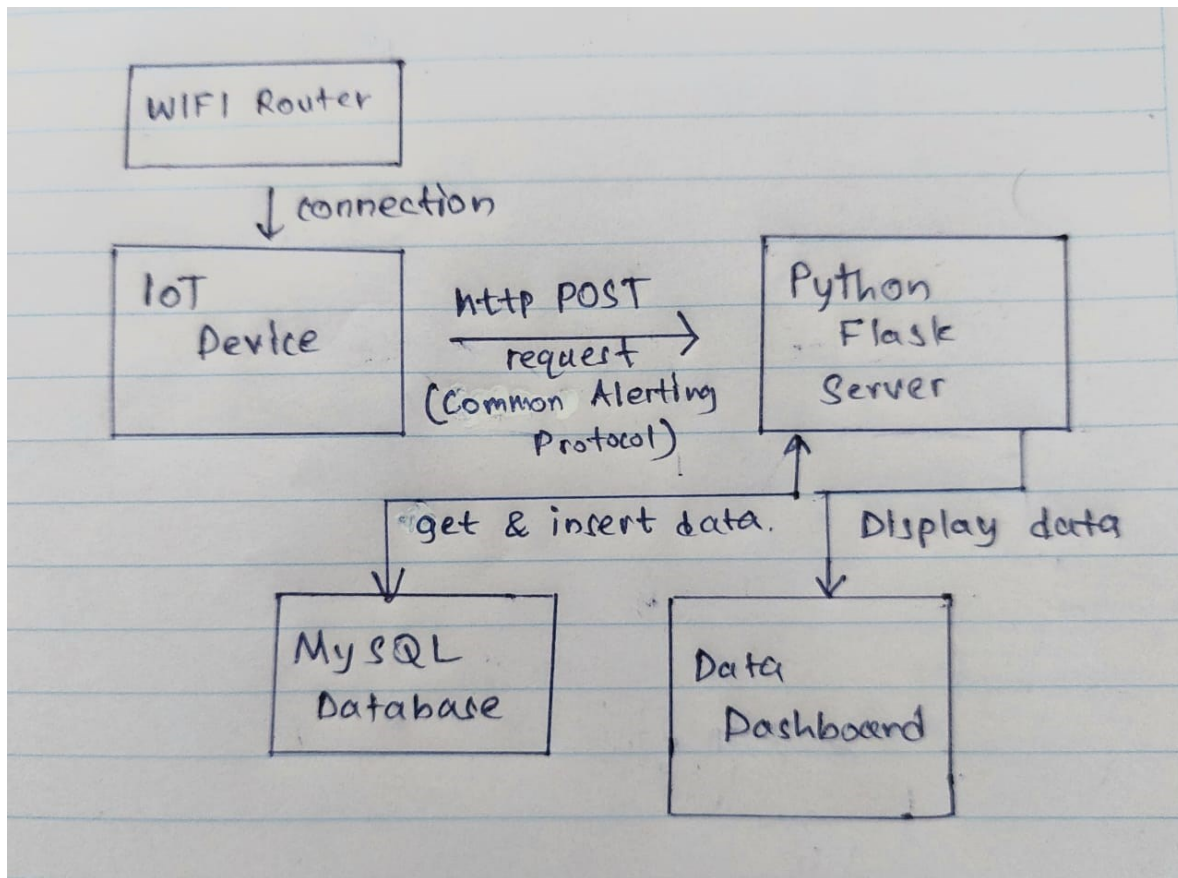 WIFI Router
connection
IoT
Device
http POST
request
(Common Alerting
Protocol)
Python
Flask
Server
get & insert data.
Display data
MySQL
Database
Data
Dashboard